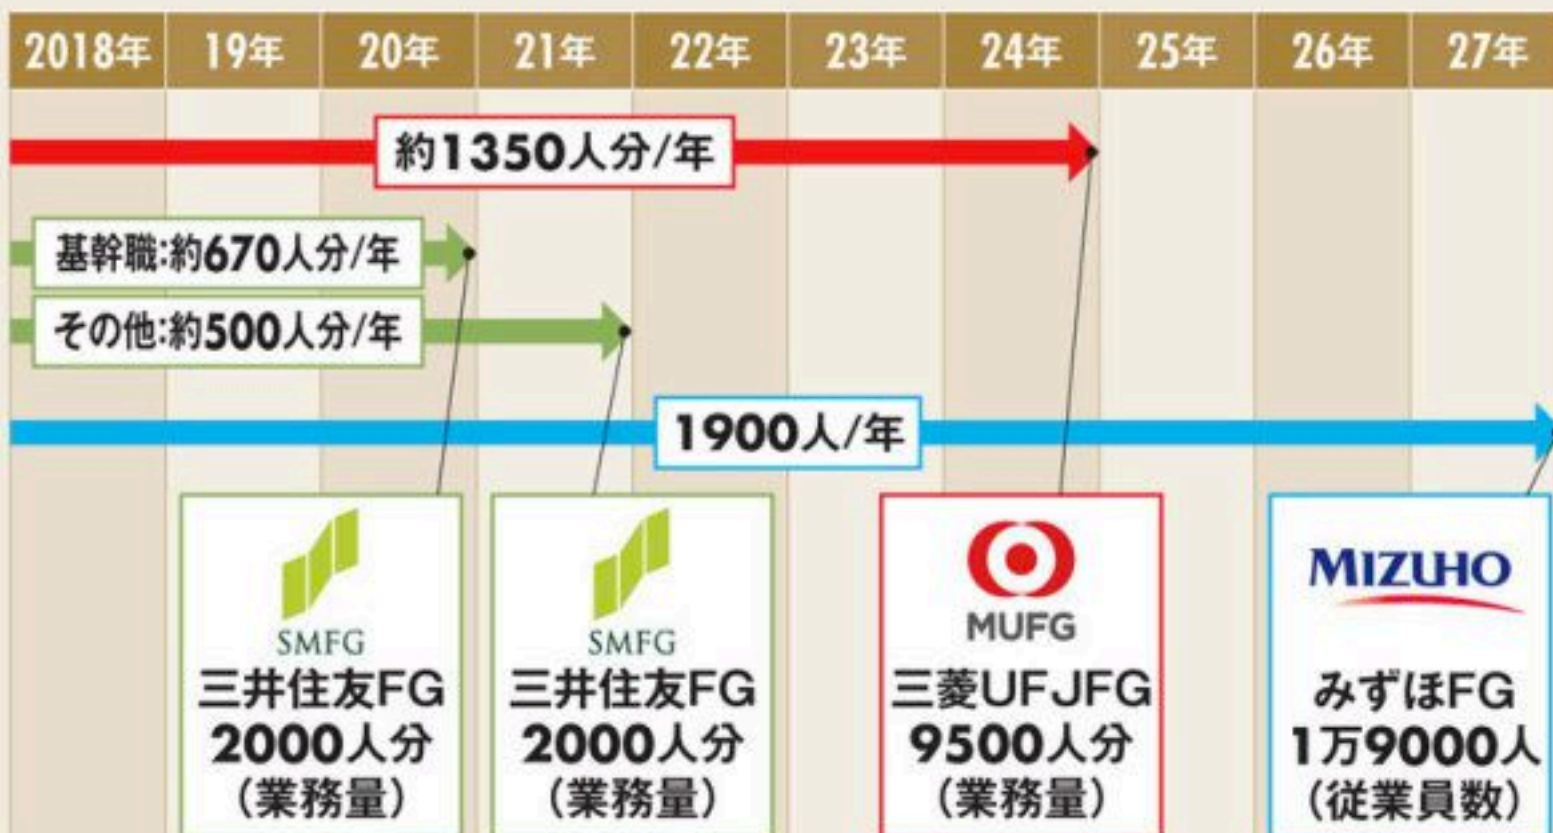 2018年 19年 20年 21年 22年 23年 24年 25年 26年 27年
約1350人分/年
基幹職:約670人分/年
その他:約500人分/年
1900人/年
SMFG
三井住友FG
2000人分
(業務量)
SMFG
三井住友FG
2000人分
(業務量)
MUFG
三菱UFJFG
9500人分
(業務量)
MIZUHO
みずほFG
1万9000人
(従業員数)